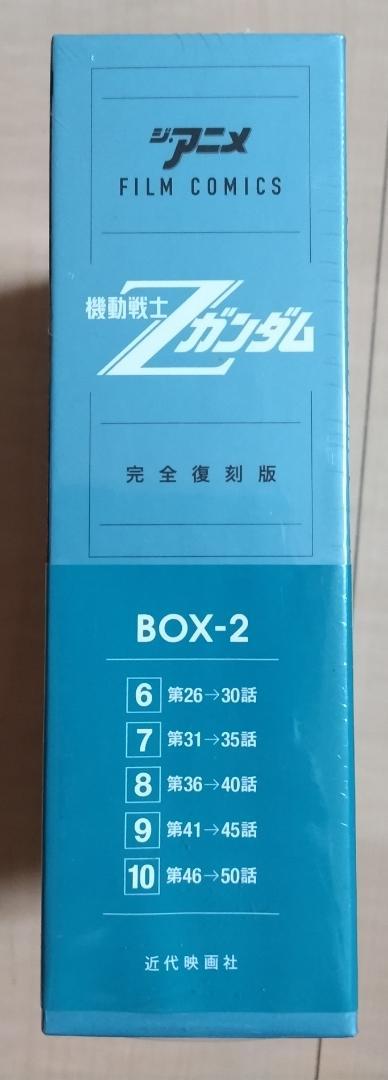 ジ・アニメ
FILM COMICS
機動戦士Ζガンダム
完全復刻版
BOX-2
6 第26→30話
7 第31→35話
8 第36→40話
9 第41→45話
10 第46→50話
近代映画社